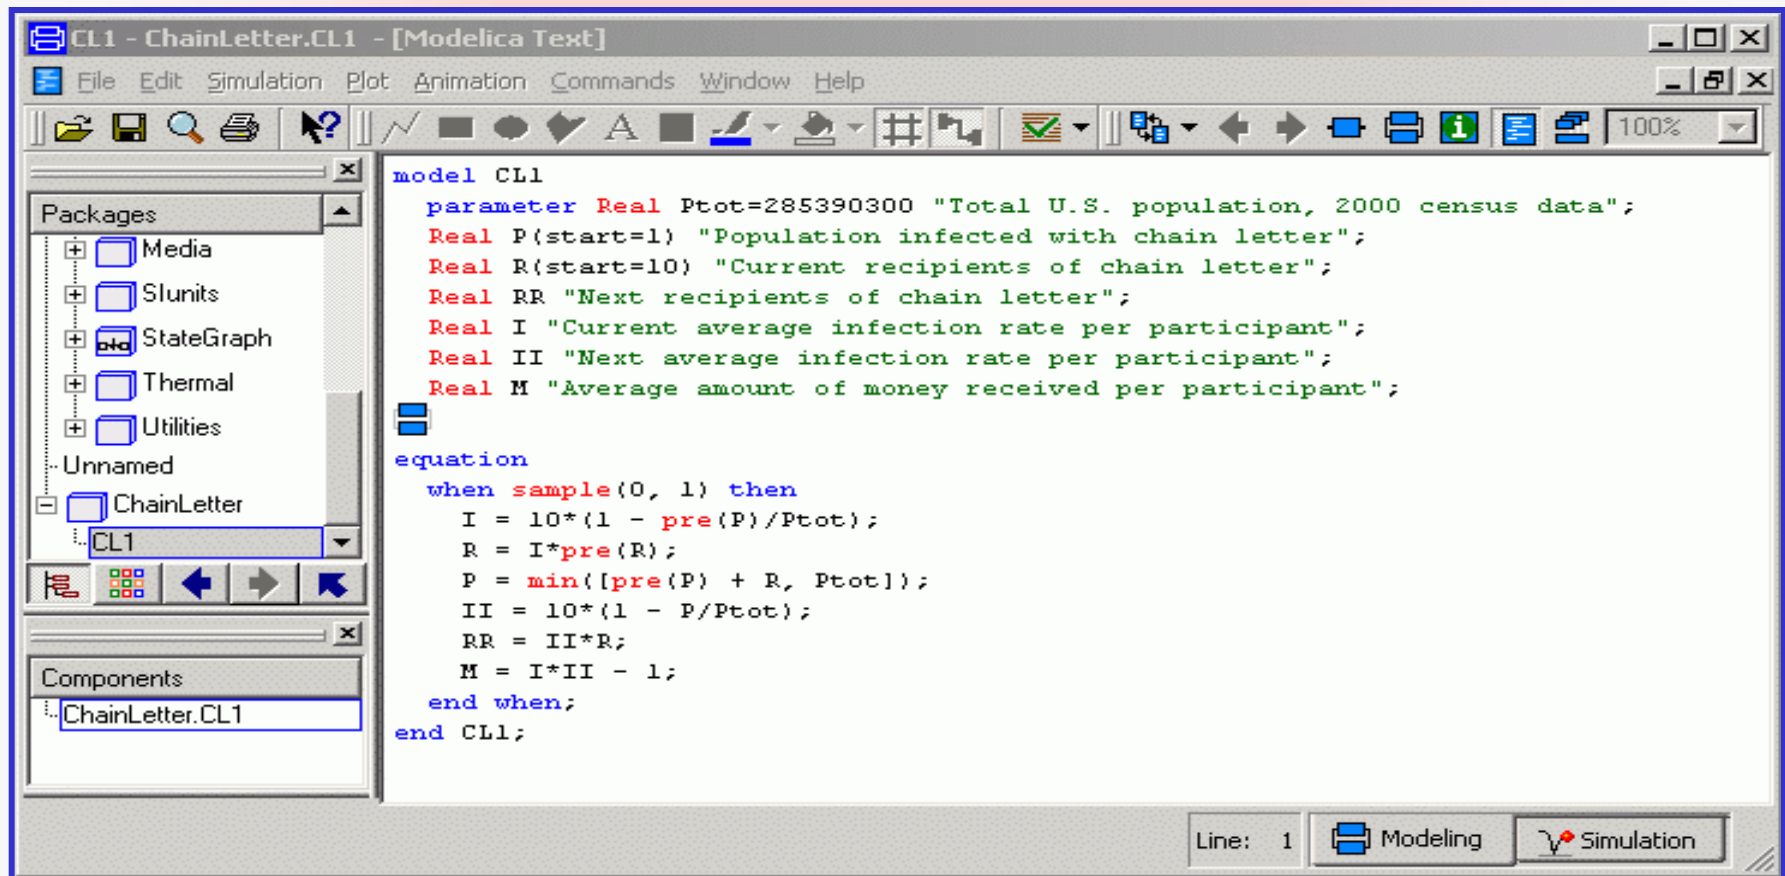 CL1 - ChainLetter.CL1 - [Modelica Text]
File Edit Simulation Plot Animation Commands Window Help
A 100%
Packages
Media
SIunits
StateGraph
Thermal
Utilities
Unnamed
ChainLetter
CL1
Components
ChainLetter.CL1
model CL1
parameter Real Ptot=285390300 "Total U.S. population, 2000 census data";
Real P(start=1) "Population infected with chain letter";
Real R(start=10) "Current recipients of chain letter";
Real RR "Next recipients of chain letter";
Real I "Current average infection rate per participant";
Real II "Next average infection rate per participant";
Real M "Average amount of money received per participant";
equation
when sample(0, 1) then
I = 10*(1 - pre(P)/Ptot);
R = I*pre(R);
P = min([pre(P) + R, Ptot]);
II = 10*(1 - P/Ptot);
RR = II*R;
M = I*II - 1;
end when;
end CL1;
Line: 1 Modeling Simulation